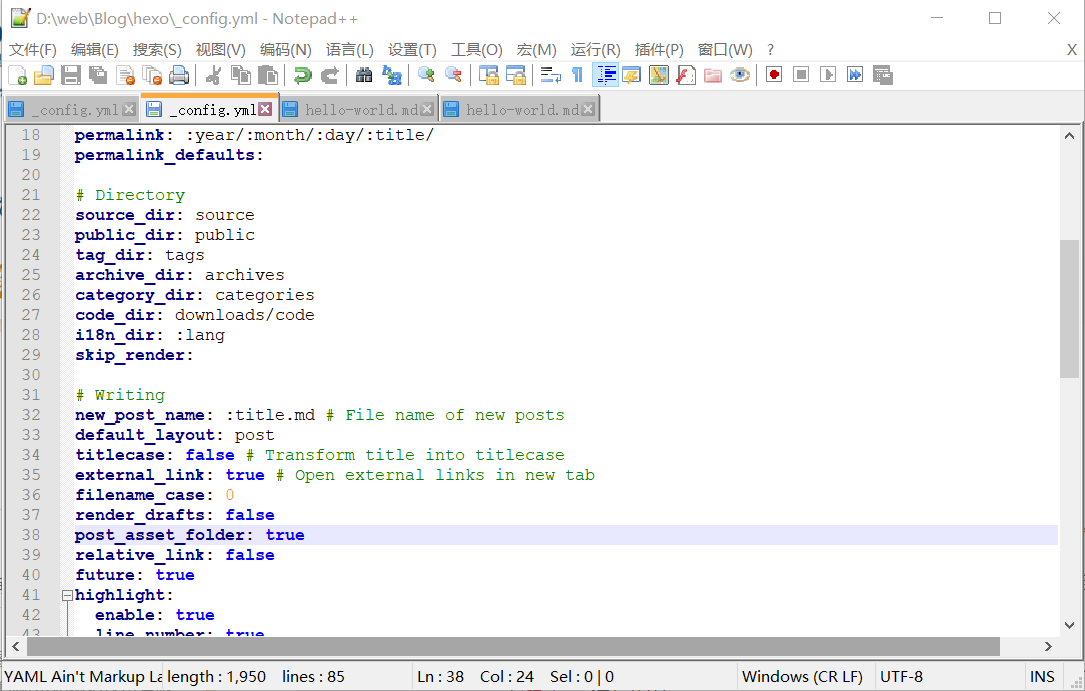 D:\web\Blog\hexo\_config.yml - Notepad++
文件(F) 编辑(E) 搜索(S) 视图(V) 编码(N) 语言(L) 设置(T) 工具(O) 宏(M) 运行(R) 插件(P) 窗口(W) ? X
_config.yml _config.yml hello-world.md hello-world.md
18 permalink: :year/:month/:day/:title/
19 permalink_defaults:
20
21 # Directory
22 source_dir: source
23 public_dir: public
24 tag_dir: tags
25 archive_dir: archives
26 category_dir: categories
27 code_dir: downloads/code
28 i18n_dir: :lang
29 skip_render:
30
31 # Writing
32 new_post_name: :title.md # File name of new posts
33 default_layout: post
34 titlecase: false # Transform title into titlecase
35 external_link: true # Open external links in new tab
36 filename_case: 0
37 render_drafts: false
38 post_asset_folder: true
39 relative_link: false
40 future: true
41 highlight:
42 enable: true
43 line_number: true
YAML Ain't Markup La length : 1,950 lines : 85 Ln : 38 Col : 24 Sel : 0 | 0 Windows (CR LF) UTF-8 INS